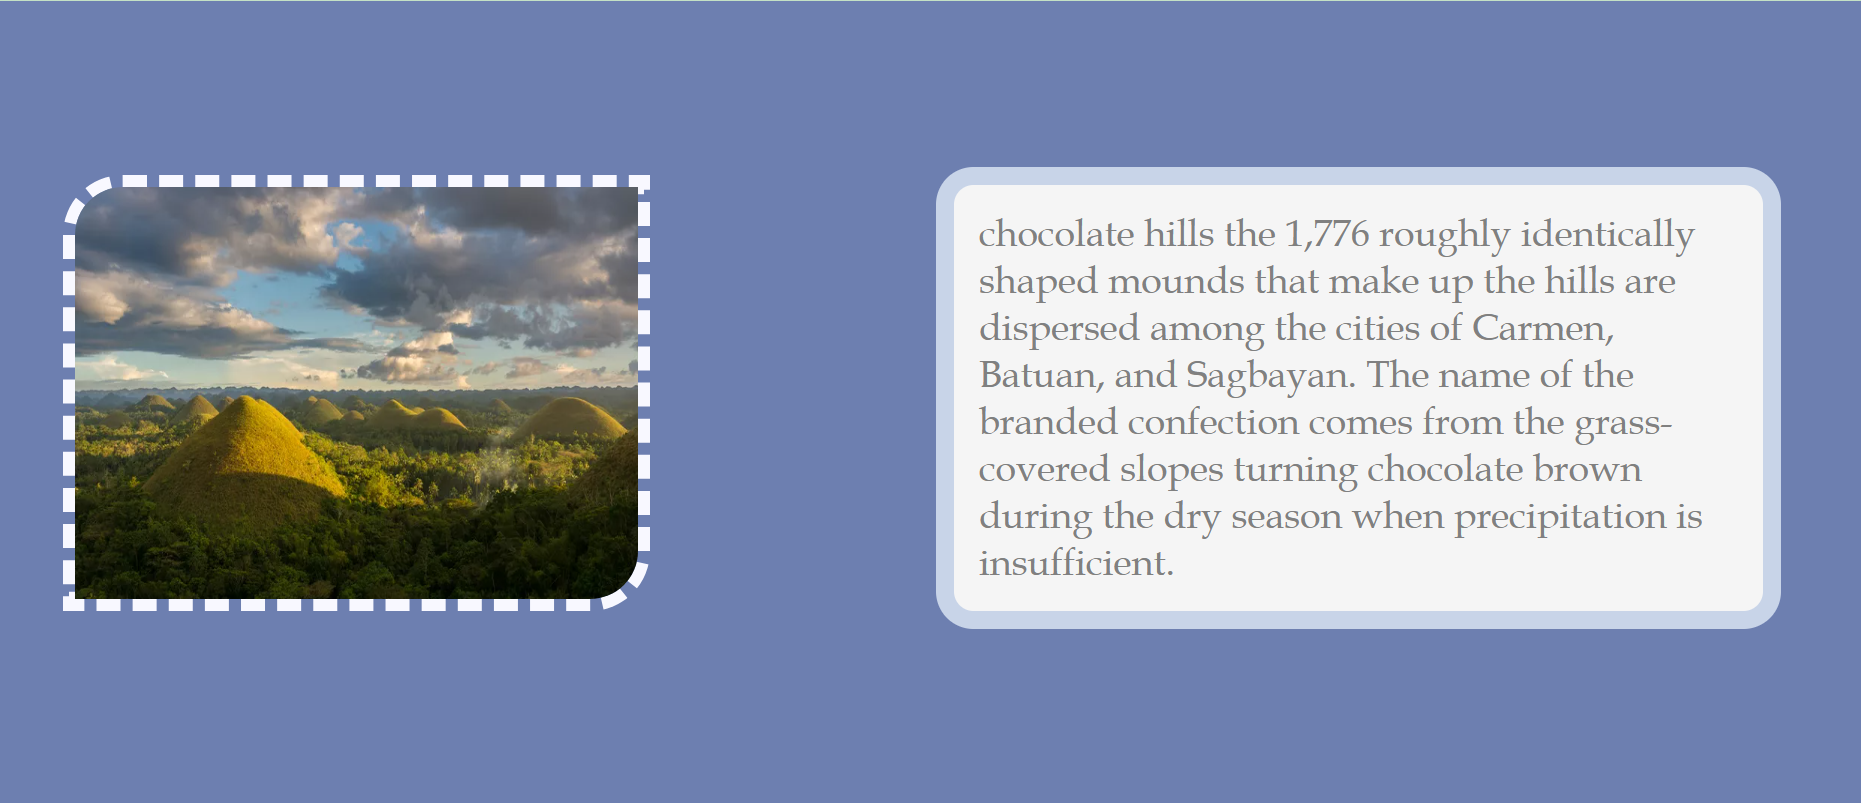 chocolate hills the 1,776 roughly identically
shaped mounds that make up the hills are
dispersed among the cities of Carmen,
Batuan, and Sagbayan. The name of the
branded confection comes from the grass-
covered slopes turning chocolate brown
during the dry season when precipitation is
insufficient.